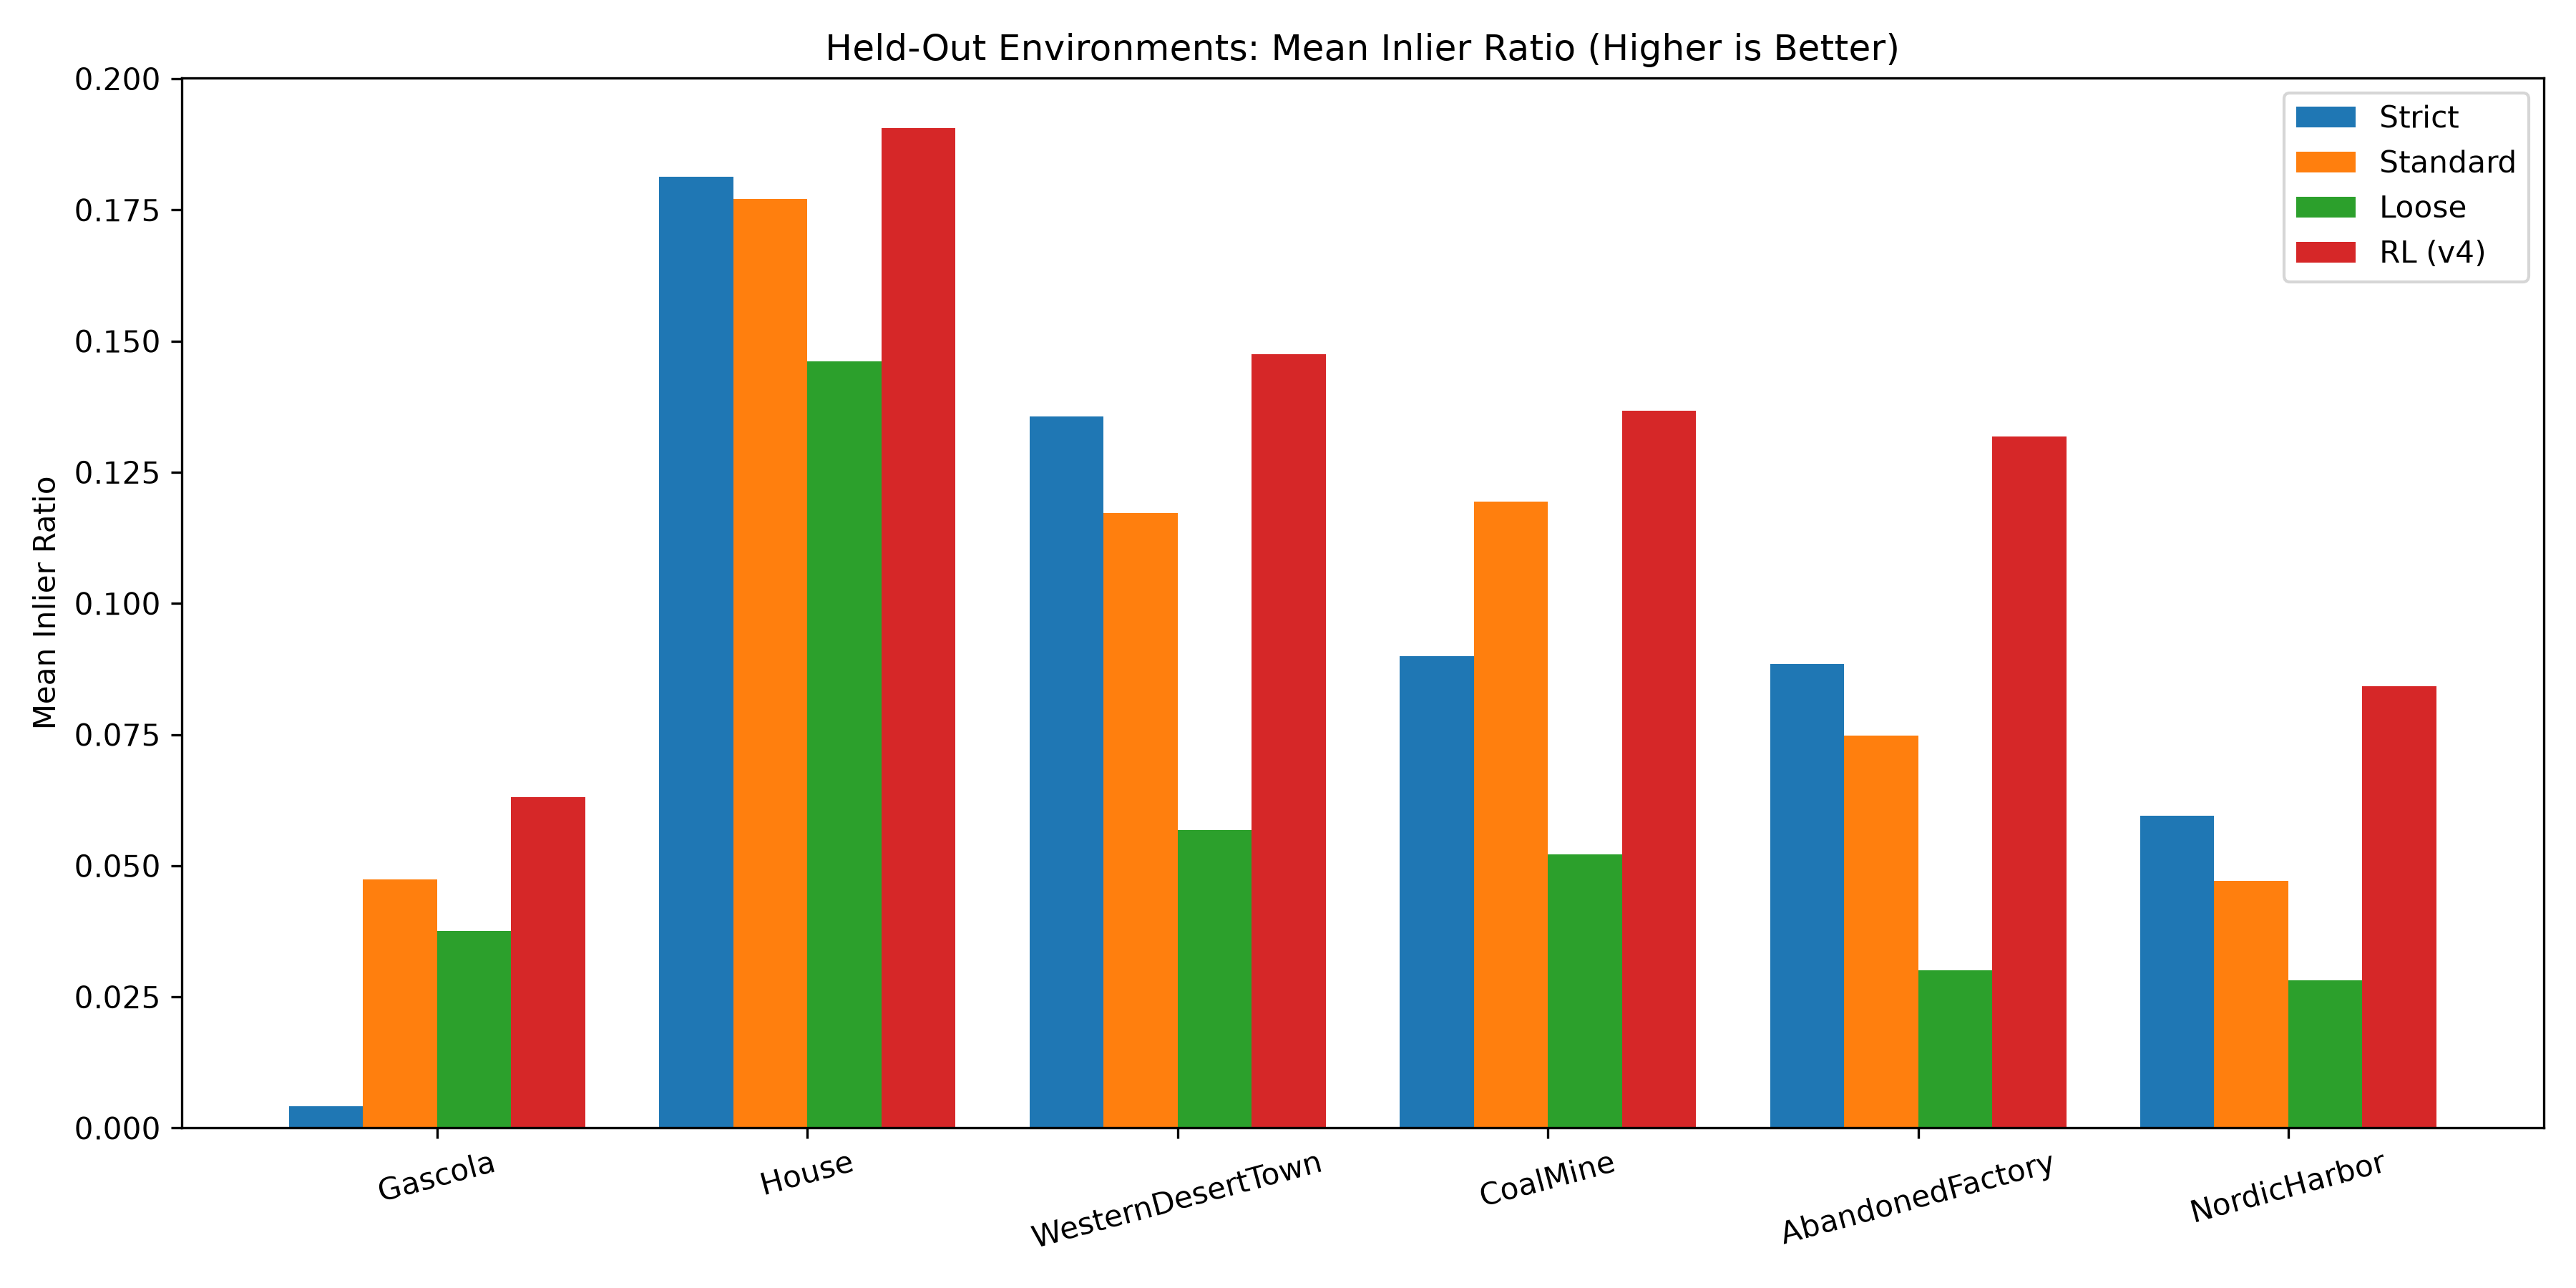 Held-Out Environments: Mean Inlier Ratio (Higher is Better)
Mean Inlier Ratio
0.200
0.175
0.150
0.125
0.100
0.075
0.050
0.025
0.000
Strict
Standard
Loose
RL (v4)
Gascola
House
WesternDesertTown
CoalMine
AbandonedFactory
NordicHarbor